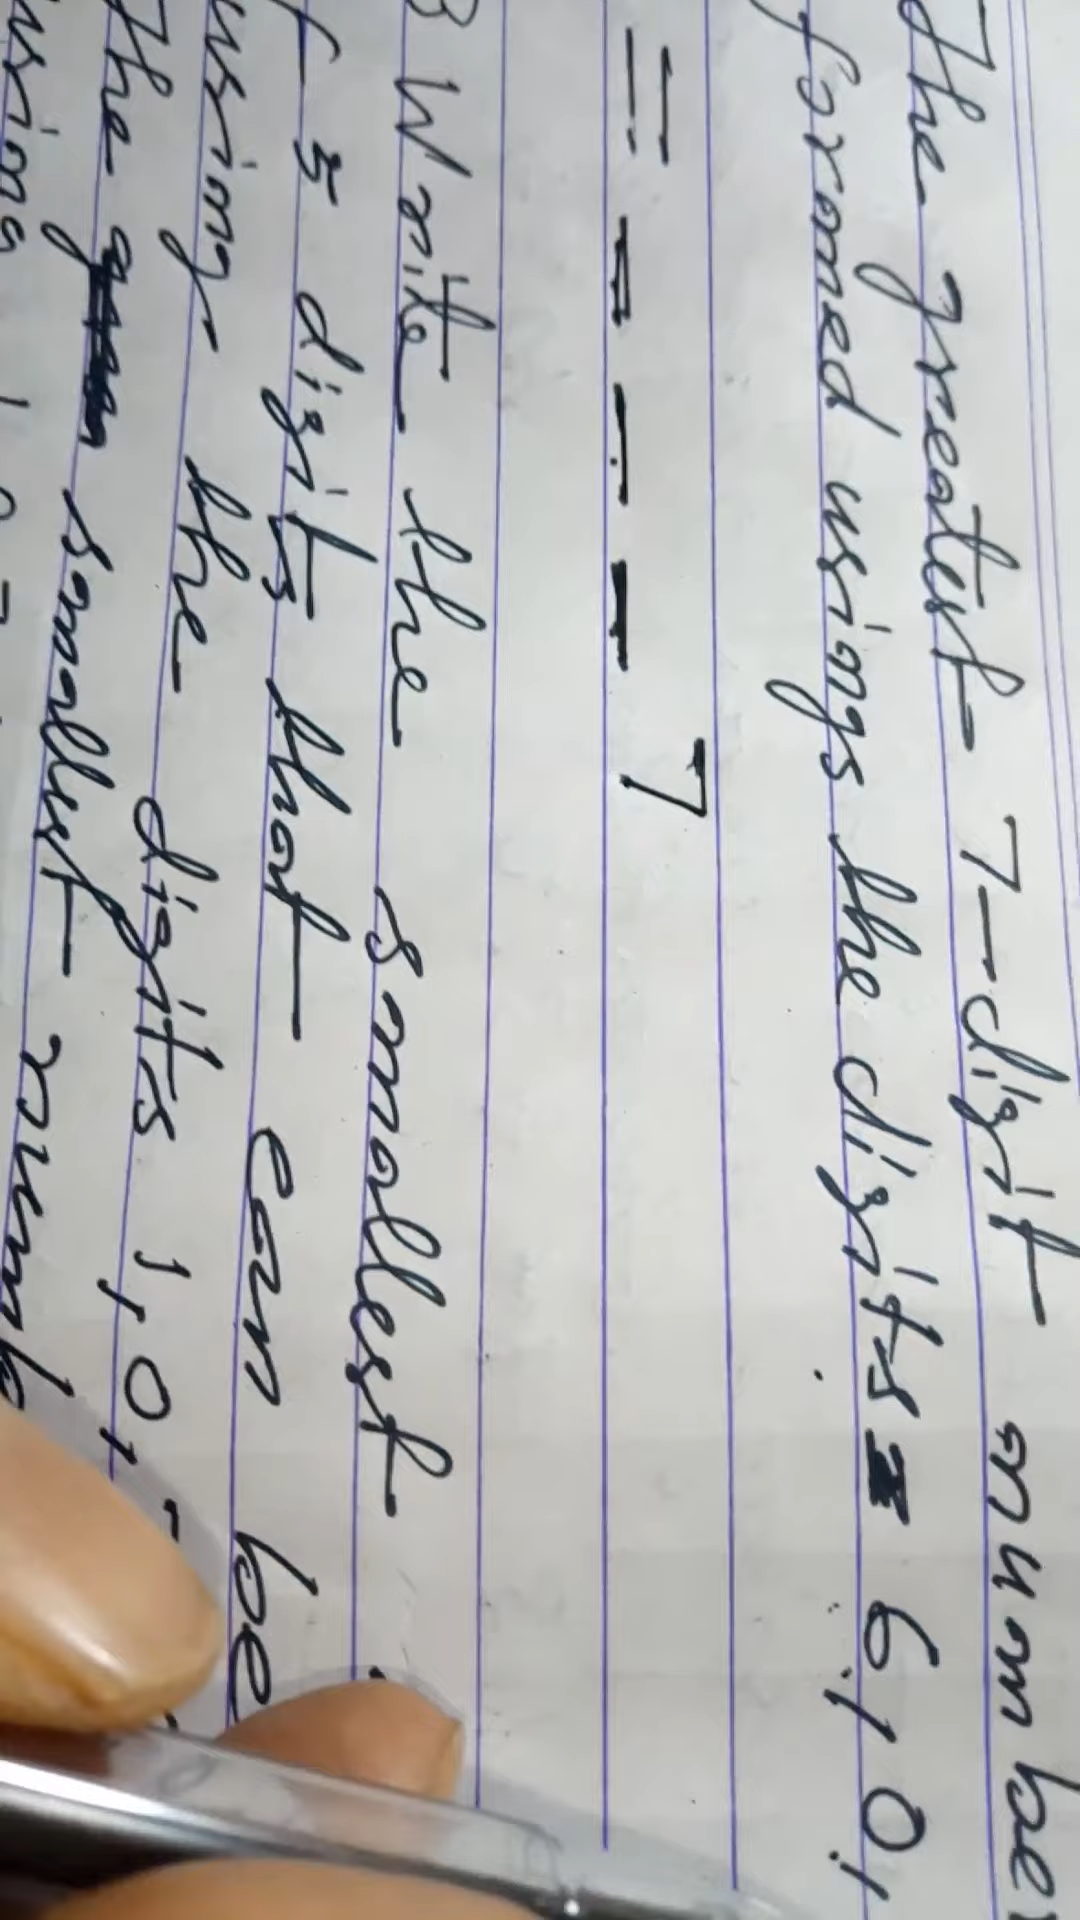 The greatest 7-digit number
formed usings the digits 6, 0,
= - - - 7
3 Write the smallest
5 digits that can be
using the digits 1, 0,
The smallest numb
using